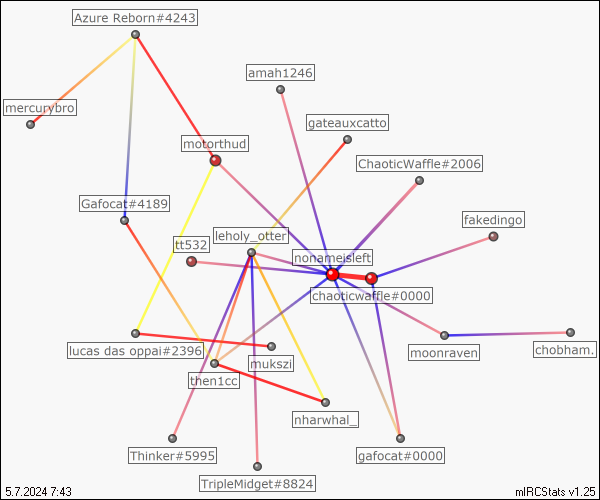 Azure Reborn#4243
amah1246
mercurybro
gateauxcatto
motorthud
ChaoticWaffle#2006
Gafocat#4189
fakedingo
leholy_otter
tt532
nonameisleft
chaoticwaffle#0000
lucas das oppai#2396
moonraven
chobham.
mukszi
then1cc
nharwhal_
Thinker#5995
gafocat#0000
TripleMidget#8824
5.7.2024 7:43
mIRCStats v1.25